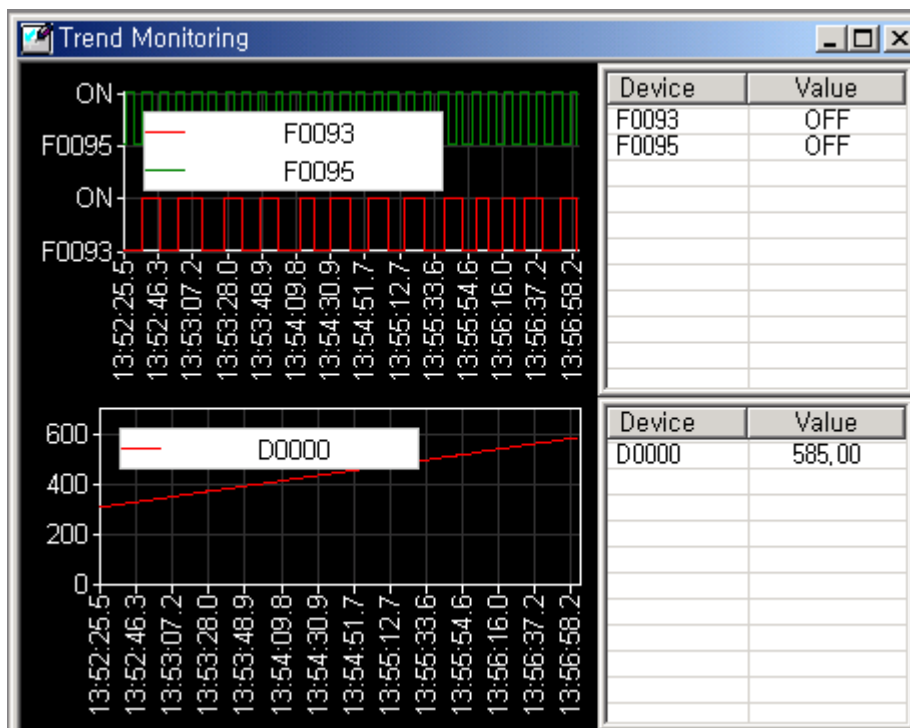 Trend Monitoring
ON
F0095
ON
F0093
F0093
F0095
13:52:25.5
13:52:46.3
13:53:07.2
13:53:28.0
13:53:48.9
13:54:09.8
13:54:30.9
13:54:51.7
13:55:12.7
13:55:33.6
13:55:54.6
13:56:16.0
13:56:37.2
13:56:58.2
Device Value
F0093 OFF
F0095 OFF
600
400
200
0
D0000
13:52:25.5
13:52:46.3
13:53:07.2
13:53:28.0
13:53:48.9
13:54:09.8
13:54:30.9
13:54:51.7
13:55:12.7
13:55:33.6
13:55:54.6
13:56:16.0
13:56:37.2
13:56:58.2
Device Value
D0000 585,00